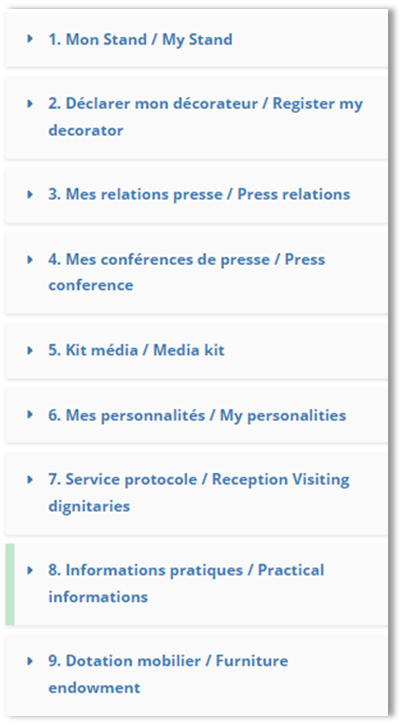 1. Mon Stand / My Stand
2. Déclarer mon décorateur / Register my
decorator
3. Mes relations presse / Press relations
4. Mes conférences de presse / Press
conference
5. Kit média / Media kit
6. Mes personnalités / My personalities
7. Service protocole / Reception Visiting
dignitaries
8. Informations pratiques / Practical
informations
9. Dotation mobilier / Furniture
endowment